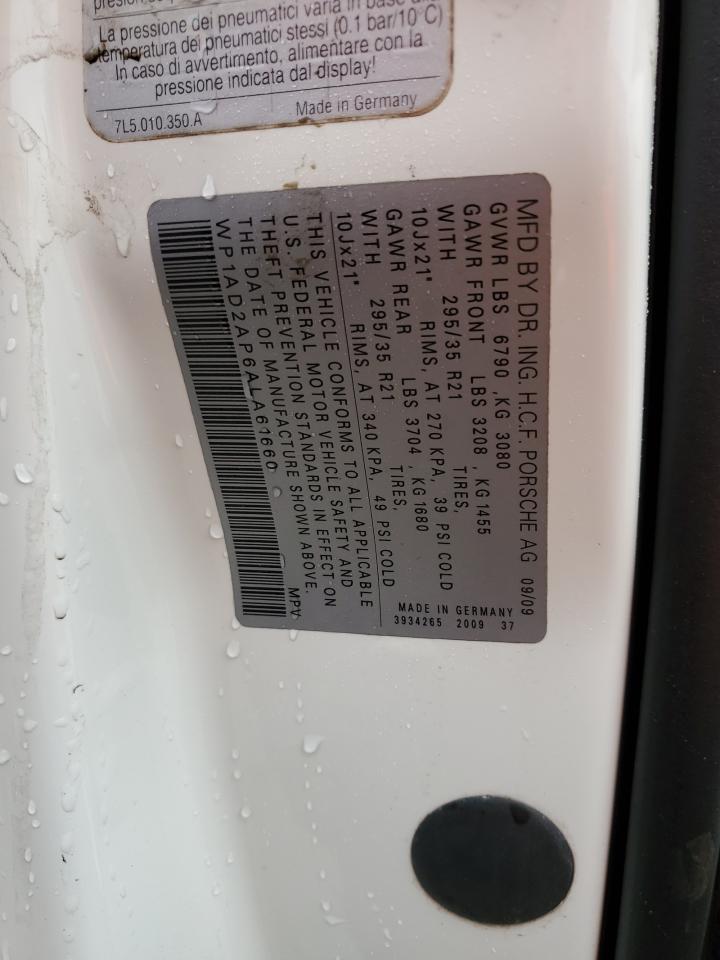 La pressione dei pneumatici varia in base alla
temperatura dei pneumatici stessi (0.1 bar/10°C)
In caso di avvertimento, alimentare con la
pressione indicata dal display!
7L5.010.350.A Made in Germany
MFD BY DR. ING. H.C.F. PORSCHE AG 09/09
GVWR LBS 6790 ,KG 3080
GAWR FRONT LBS 3208 , KG 1455
WITH 295/35 R21 TIRES,
10Jx21" RIMS, AT 270 KPA, 39 PSI COLD
GAWR REAR LBS 3704 , KG 1680
WITH 295/35 R21 TIRES,
10Jx21" RIMS, AT 340 KPA, 49 PSI COLD
MADE IN GERMANY
3934265 2009 37
THIS VEHICLE CONFORMS TO ALL APPLICABLE
U.S. FEDERAL MOTOR VEHICLE SAFETY AND
THEFT PREVENTION STANDARDS IN EFFECT ON
THE DATE OF MANUFACTURE SHOWN ABOVE.
WP1AD2AP6ALA61660 MPV